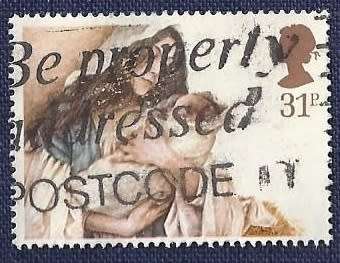 Be properly
addressed
31P
POSTCODE IT